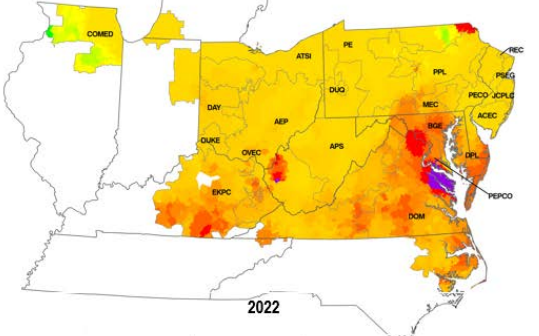 COMED
ATSI
PE
REC
PPL
PSEG
DUQ
PECO
JCPLC
MEC
ACEC
DAY
AEP
BGE
DUKE
OVEC
APS
DPL
EKPC
PEPCO
DOM
2022